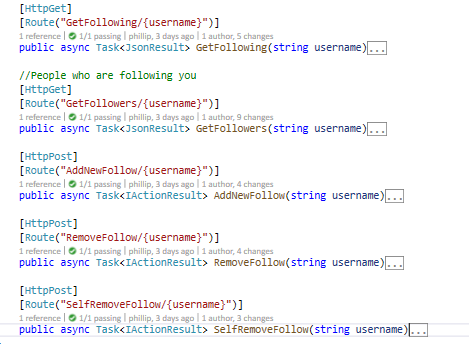 [HttpGet]
[Route("GetFollowing/{username}")]
1 reference | 1/1 passing | phillip, 3 days ago | 1 author, 5 changes
public async Task<JsonResult> GetFollowing(string username)...
//People who are following you
[HttpGet]
[Route("GetFollowers/{username}")]
1 reference | 1/1 passing | phillip, 3 days ago | 1 author, 9 changes
public async Task<JsonResult> GetFollowers(string username)...
[HttpPost]
[Route("AddNewFollow/{username}")]
1 reference | 1/1 passing | phillip, 3 days ago | 1 author, 4 changes
public async Task<IActionResult> AddNewFollow(string username)...
[HttpPost]
[Route("RemoveFollow/{username}")]
1 reference | 1/1 passing | phillip, 3 days ago | 1 author, 4 changes
public async Task<IActionResult> RemoveFollow(string username)...
[HttpPost]
[Route("SelfRemoveFollow/{username}")]
1 reference | 1/1 passing | phillip, 3 days ago | 1 author, 3 changes
public async Task<IActionResult> SelfRemoveFollow(string username)...